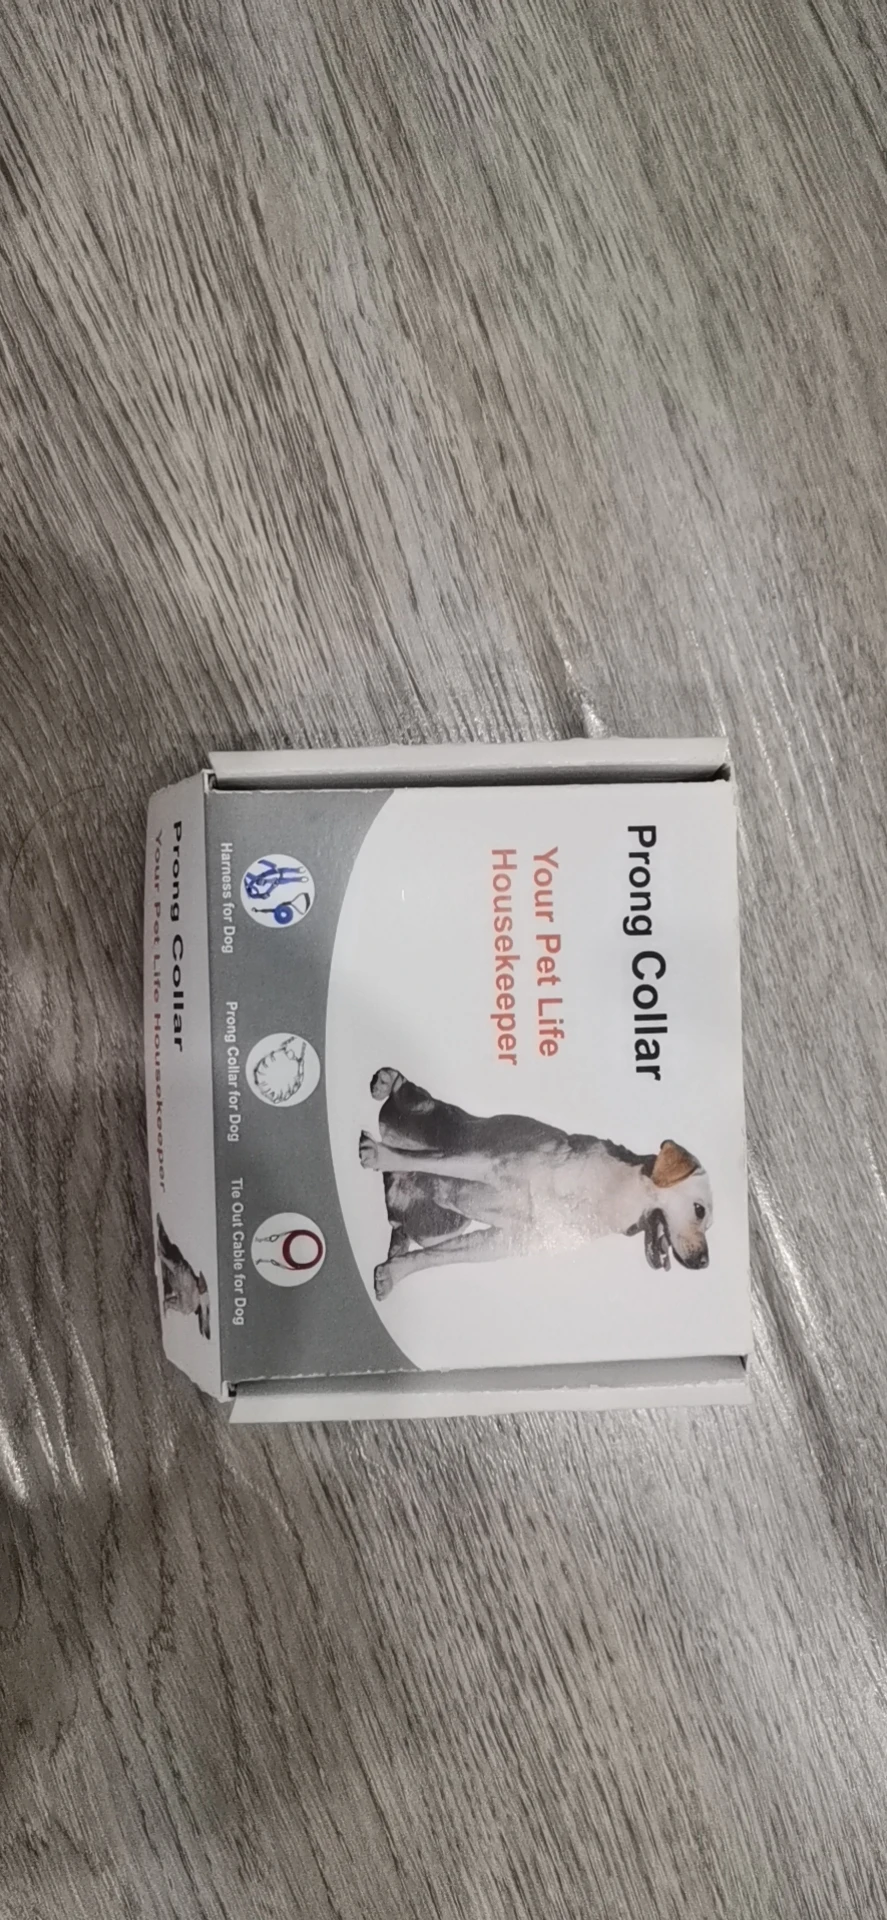 Prong Collar
Your Pet Life
Housekeeper
Harness for Dog
Prong Collar for Dog
Tie Out Cable for Dog
Prong Collar
Your Pet Life Housekeeper